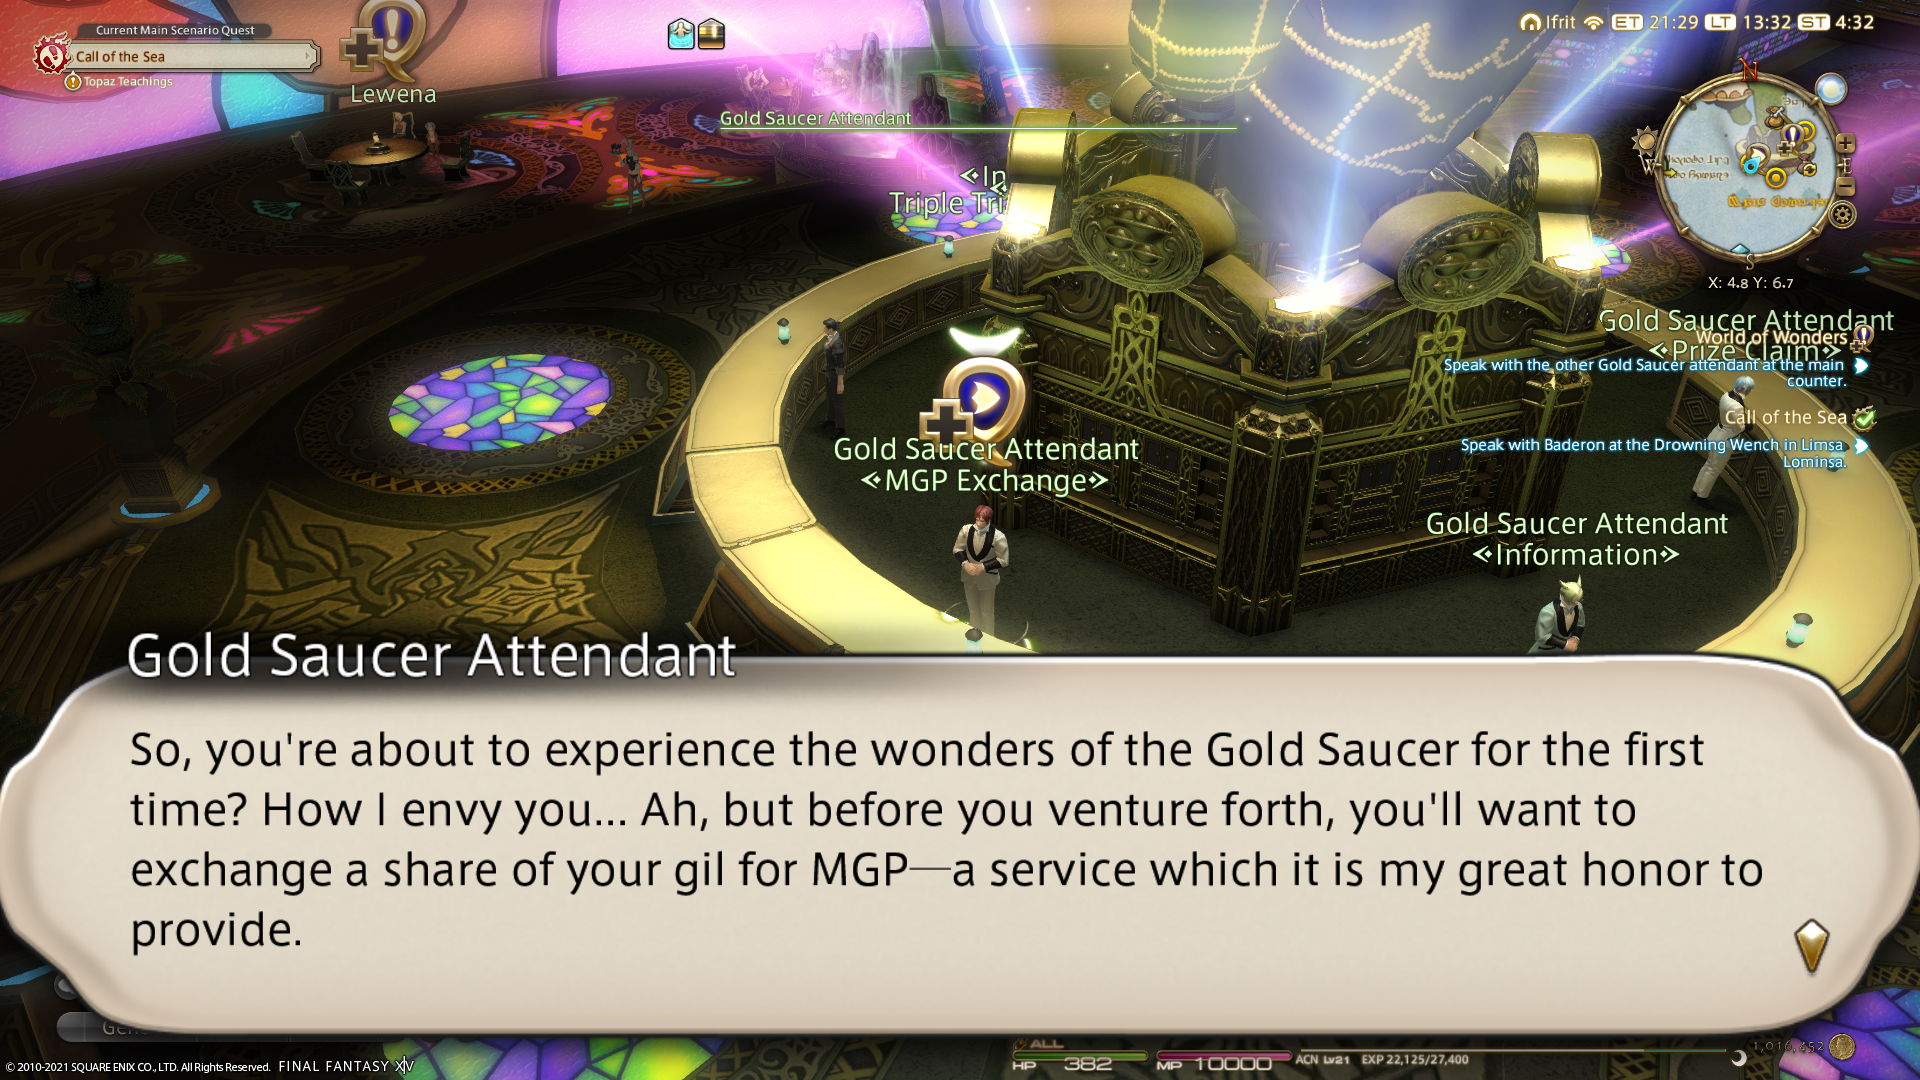 Current Main Scenario Quest
Call of the Sea
Topaz Teachings
Lewena
Ifrit ET 21:29 LT 13:32 ST 4:32
Gold Saucer Attendant
N
W
E
S
X: 4.8 Y: 6.7
<In
Triple Tri
Gold Saucer Attendant
<Prize Claim>
World of Wonders
Speak with the other Gold Saucer attendant at the main
counter.
Call of the Sea
Speak with Baderon at the Drowning Wench in Limsa
Lominsa.
Gold Saucer Attendant
<MGP Exchange>
Gold Saucer Attendant
<Information>
Gold Saucer Attendant
So, you're about to experience the wonders of the Gold Saucer for the first
time? How I envy you... Ah, but before you venture forth, you'll want to
exchange a share of your gil for MGP—a service which it is my great honor to
provide.
ALL
HP 382 MP 10000 ACN Lv21 EXP 22,125/27,400
1,016,452
© 2010-2021 SQUARE ENIX CO., LTD. All Rights Reserved. FINAL FANTASY XIV